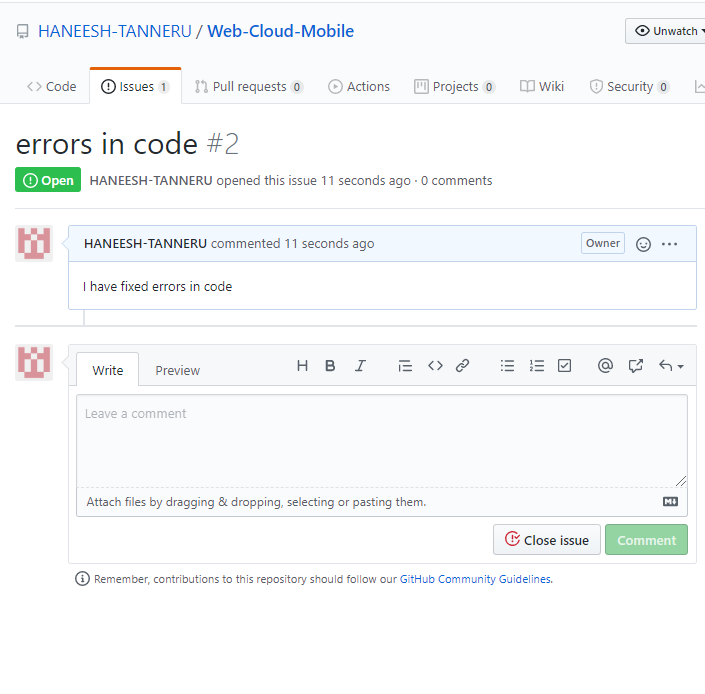 HANEESH-TANNERU / Web-Cloud-Mobile
Unwatch
Code
Issues 1
Pull requests 0
Actions
Projects 0
Wiki
Security 0
errors in code #2
Open
HANEESH-TANNERU opened this issue 11 seconds ago · 0 comments
HANEESH-TANNERU commented 11 seconds ago
Owner
I have fixed errors in code
Write
Preview
Leave a comment
Attach files by dragging & dropping, selecting or pasting them.
Close issue
Comment
Remember, contributions to this repository should follow our GitHub Community Guidelines.